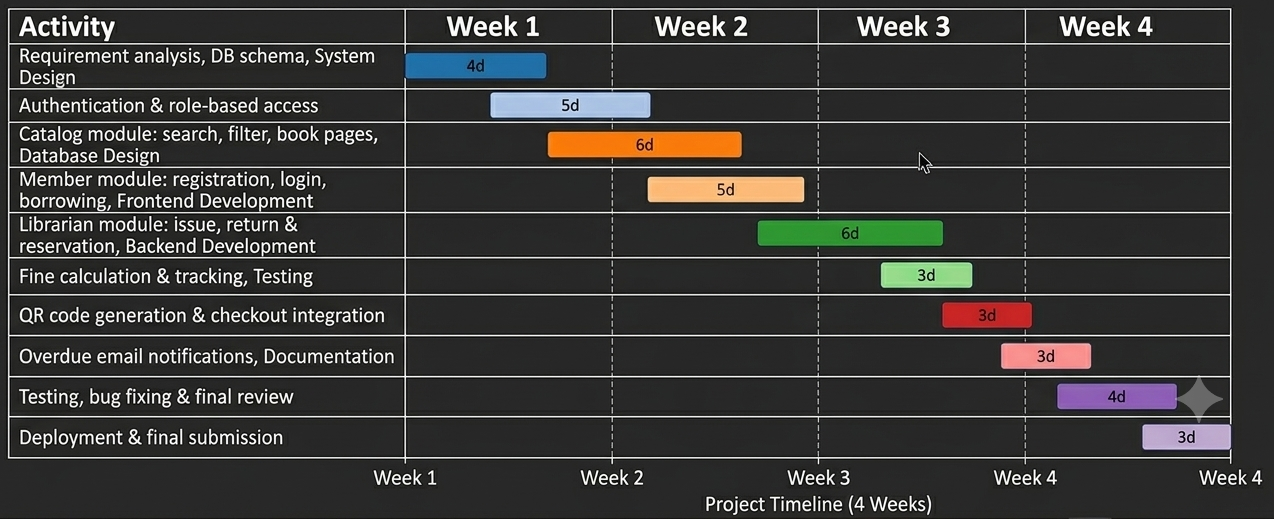 Activity Week 1 Week 2 Week 3 Week 4
Requirement analysis, DB schema, System
Design
4d
Authentication & role-based access
5d
Catalog module: search, filter, book pages,
Database Design
6d
Member module: registration, login,
borrowing, Frontend Development
5d
Librarian module: issue, return &
reservation, Backend Development
6d
Fine calculation & tracking, Testing
3d
QR code generation & checkout integration
3d
Overdue email notifications, Documentation
3d
Testing, bug fixing & final review
4d
Deployment & final submission
3d
Week 1 Week 2 Week 3 Week 4 Week 4
Project Timeline (4 Weeks)